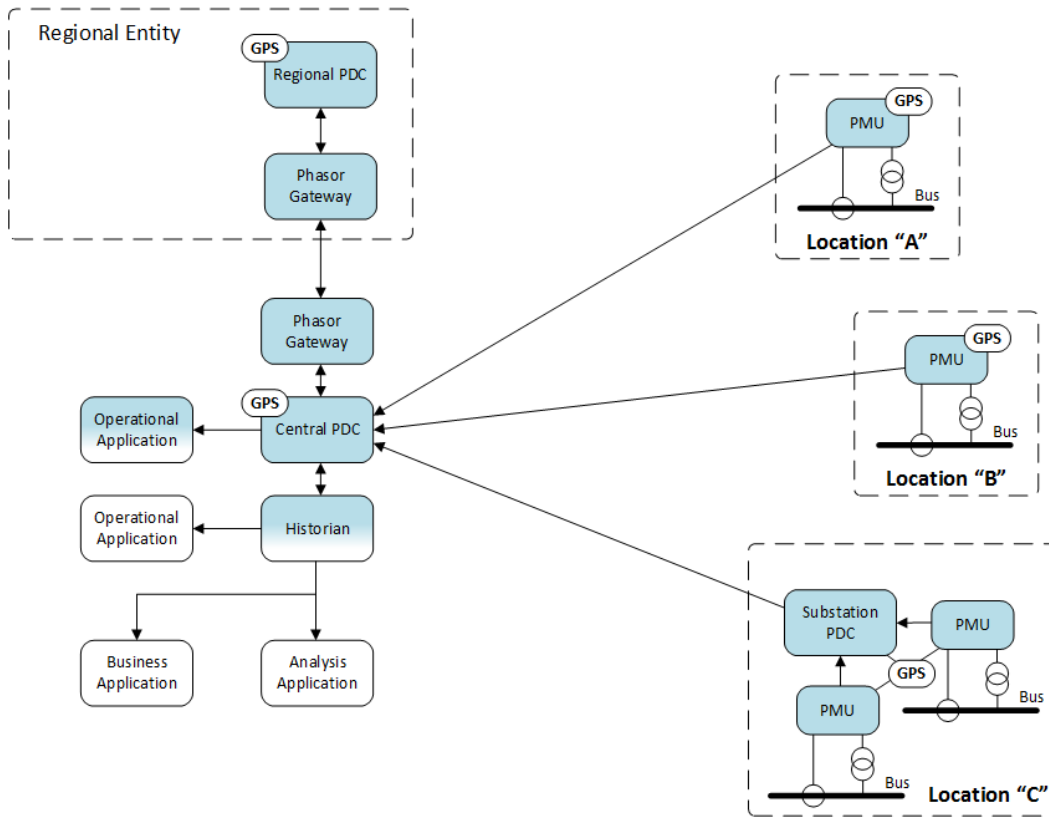 Regional Entity
GPS
Regional PDC
Phasor
Gateway
Phasor
Gateway
GPS
Central PDC
Operational
Application
Operational
Application
Historian
Business
Application
Analysis
Application
GPS
PMU
Bus
Location “A”
GPS
PMU
Bus
Location “B”
Substation
PDC
PMU
GPS
PMU
Bus
Bus
Location “C”